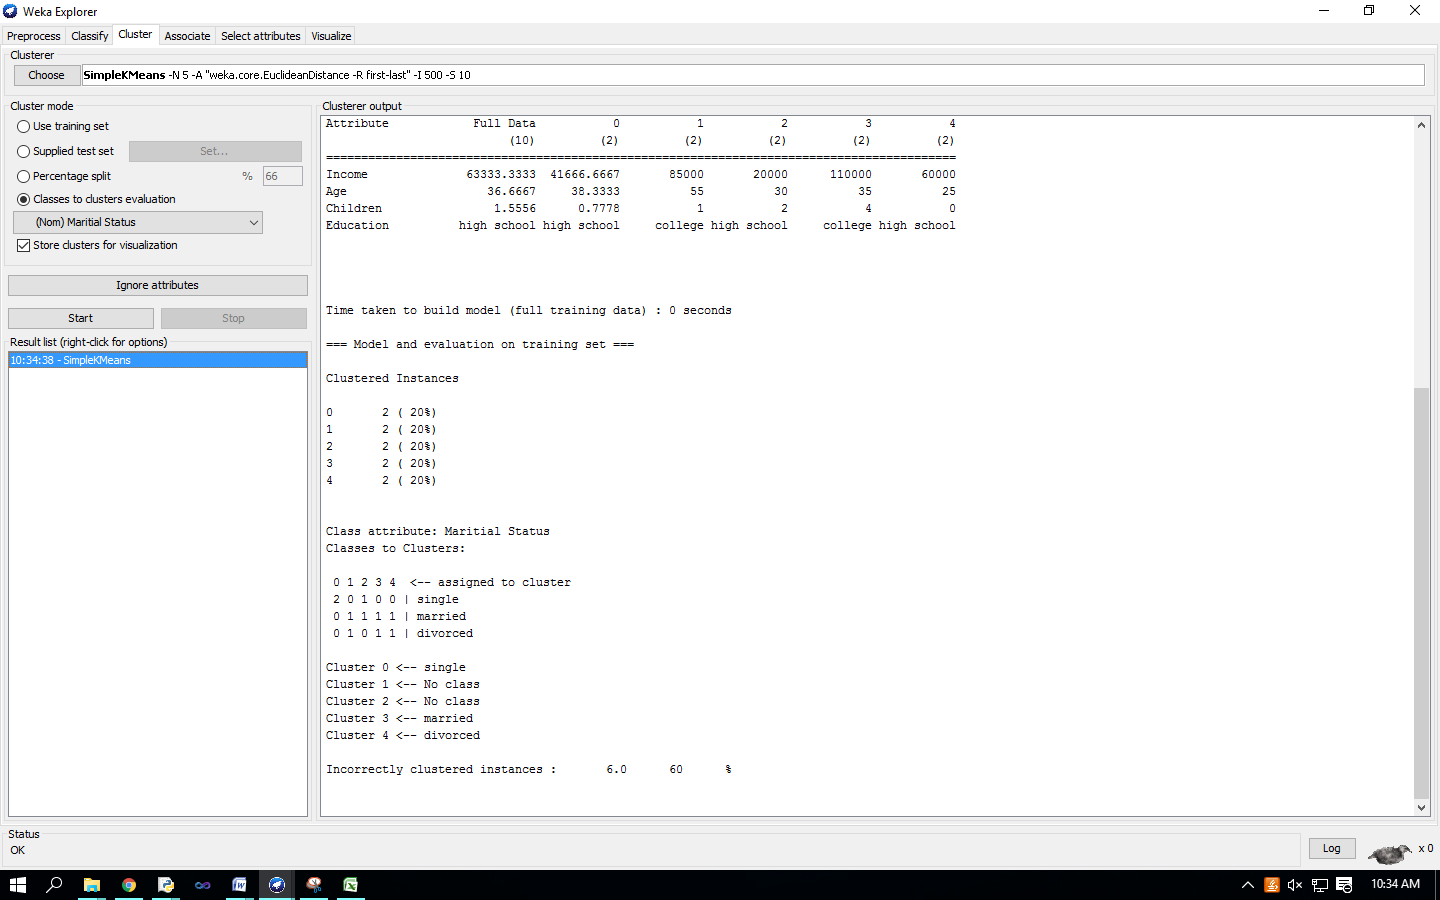 Weka Explorer
Preprocess Classify Cluster Associate Select attributes Visualize
Clusterer
Choose SimpleKMeans -N 5 -A "weka.core.EuclideanDistance -R first-last" -I 500 -S 10
Cluster mode
Use training set
Supplied test set Set...
Percentage split % 66
Classes to clusters evaluation
(Nom) Maritial Status
Store clusters for visualization
Ignore attributes
Start Stop
Result list (right-click for options)
10:34:38 - SimpleKMeans
Clusterer output
Attribute Full Data 0 1 2 3 4
(10) (2) (2) (2) (2) (2)
==========================================================================================
Income 63333.3333 41666.6667 85000 20000 110000 60000
Age 36.6667 38.3333 55 30 35 25
Children 1.5556 0.7778 1 2 4 0
Education high school high school college high school college high school
Time taken to build model (full training data) : 0 seconds
=== Model and evaluation on training set ===
Clustered Instances
0 2 ( 20%)
1 2 ( 20%)
2 2 ( 20%)
3 2 ( 20%)
4 2 ( 20%)
Class attribute: Maritial Status
Classes to Clusters:
0 1 2 3 4 <-- assigned to cluster
2 0 1 0 0 | single
0 1 1 1 1 | married
0 1 0 1 1 | divorced
Cluster 0 <-- single
Cluster 1 <-- No class
Cluster 2 <-- No class
Cluster 3 <-- married
Cluster 4 <-- divorced
Incorrectly clustered instances : 6.0 60 %
Status
OK
Log x 0
10:34 AM